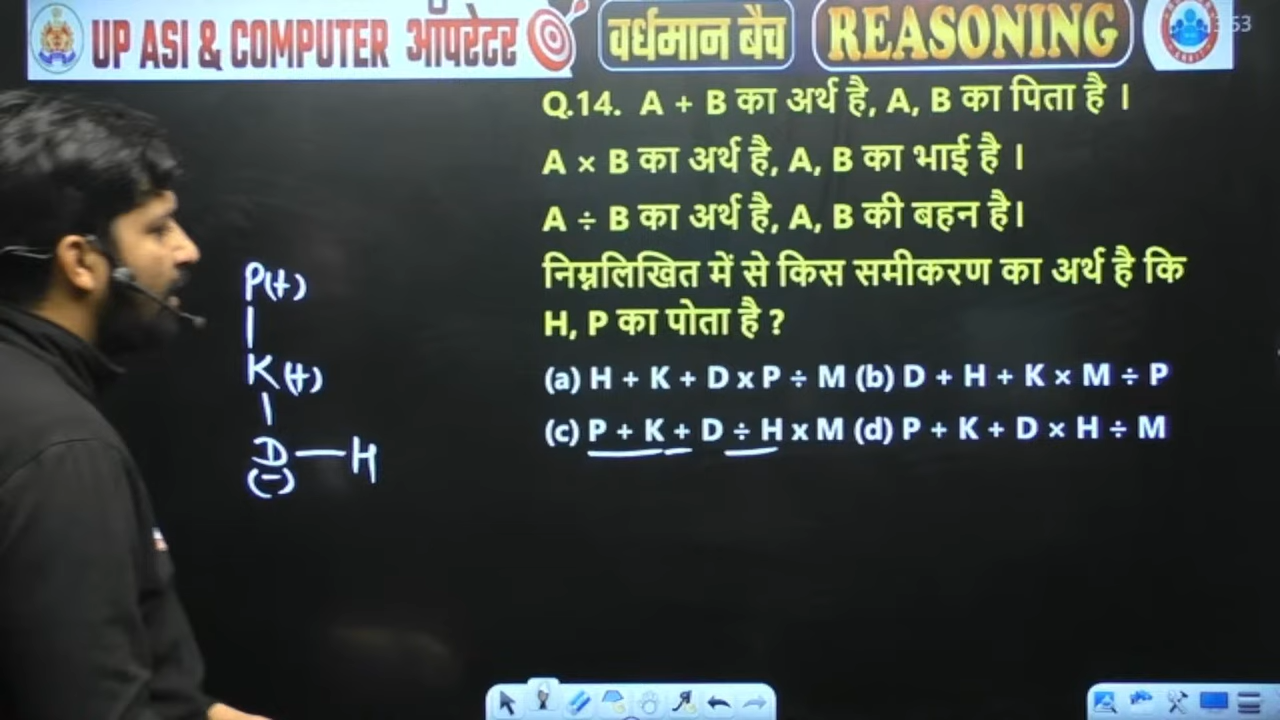 UP ASI & COMPUTER ऑपरेटर वर्धमान बैच REASONING
Q.14. A + B का अर्थ है, A, B का पिता है ।
A × B का अर्थ है, A, B का भाई है ।
A ÷ B का अर्थ है, A, B की बहन है।
निम्नलिखित में से किस समीकरण का अर्थ है कि
H, P का पोता है ?
(a) H + K + D x P ÷ M (b) D + H + K × M ÷ P
(c) P + K + D ÷ H x M (d) P + K + D × H ÷ M
P(+)
K(+)
D — H
(-)